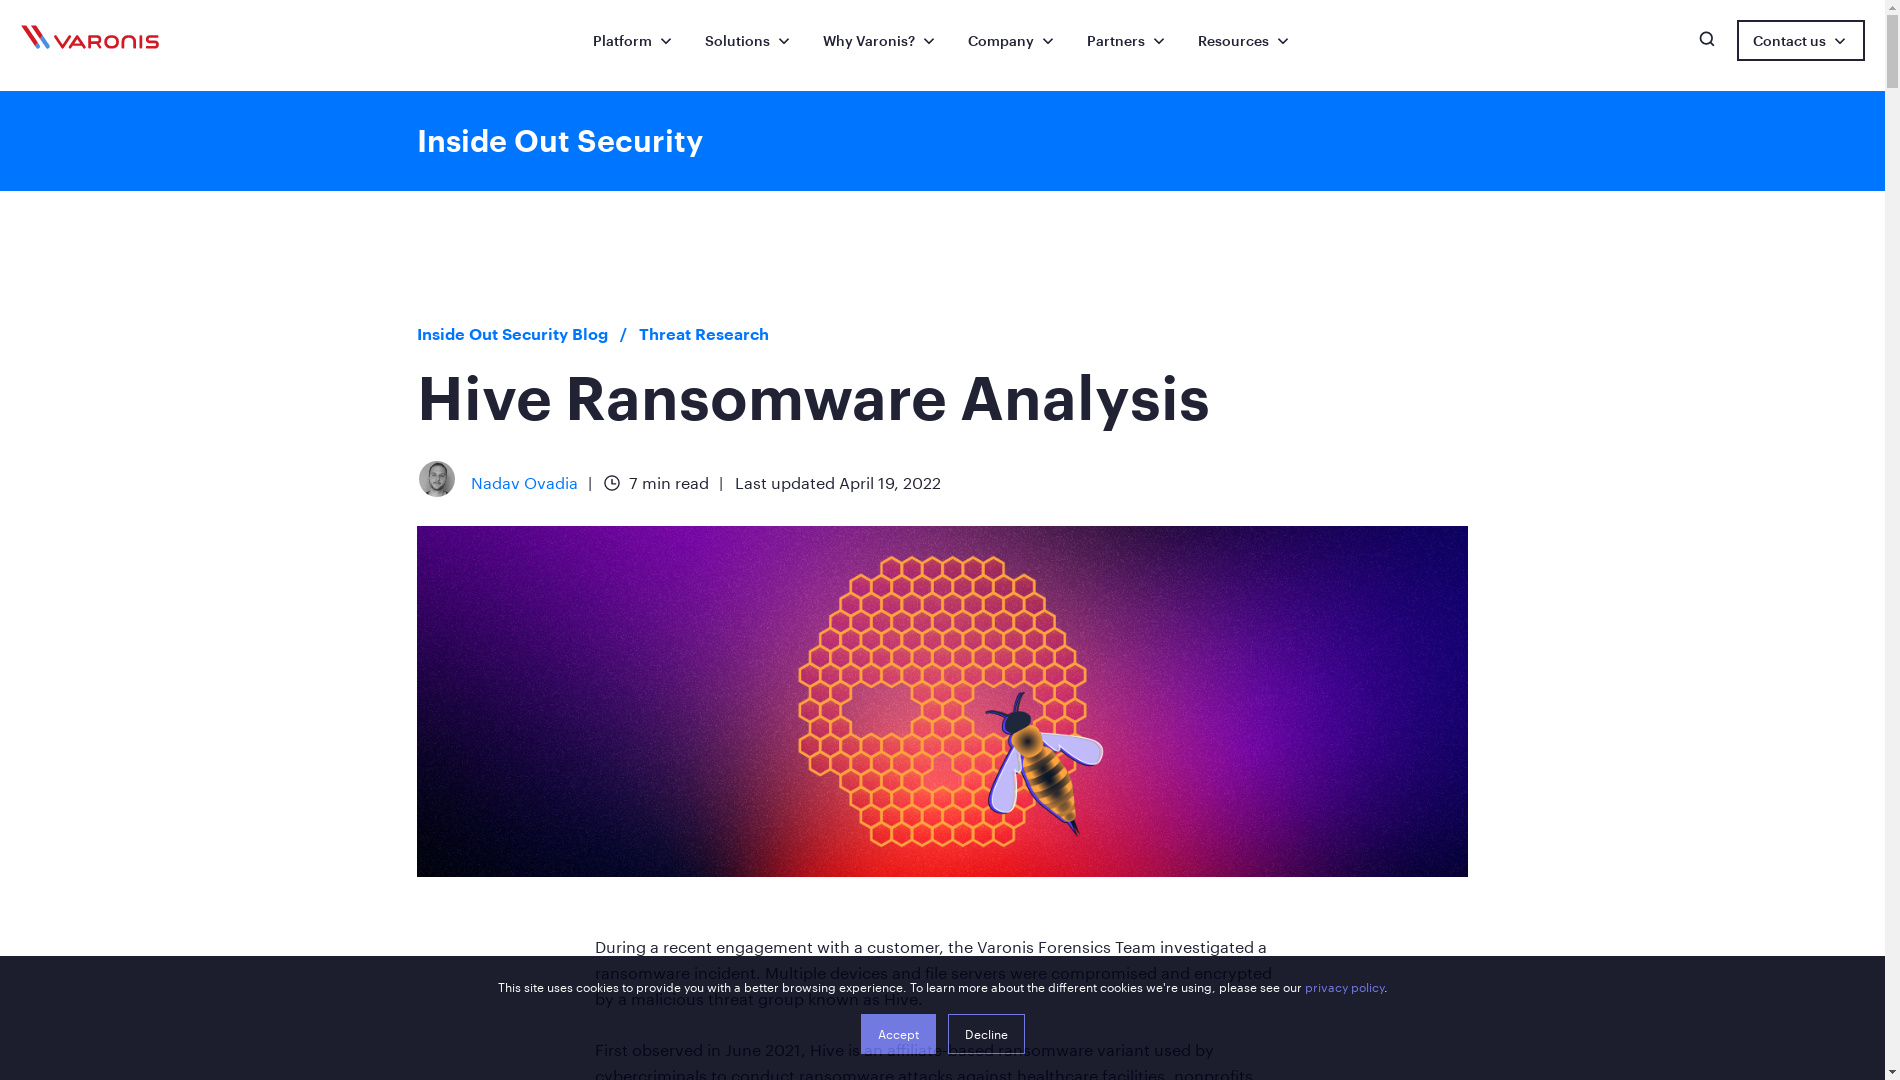 VARONIS
Platform
Solutions
Why Varonis?
Company
Partners
Resources
Contact us
Inside Out Security
Inside Out Security Blog / Threat Research
Hive Ransomware Analysis
Nadav Ovadia | 7 min read | Last updated April 19, 2022
During a recent engagement with a customer, the Varonis Forensics Team investigated a
ransomware incident. Multiple devices and file servers were compromised and encrypted
by a malicious threat group known as Hive.
This site uses cookies to provide you with a better browsing experience. To learn more about the different cookies we're using, please see our privacy policy.
Accept
Decline
First observed in June 2021, Hive is an affiliate-based ransomware variant used by
cybercriminals to conduct ransomware attacks against healthcare facilities, nonprofits,